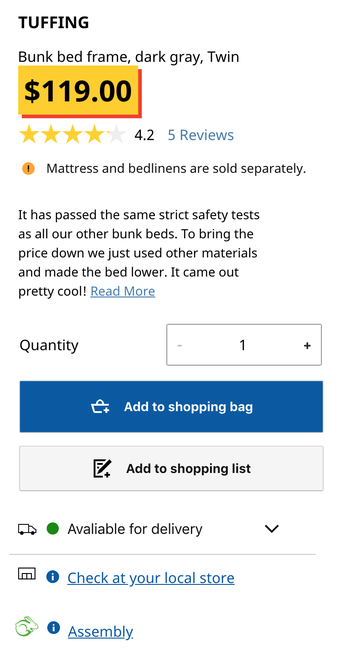 TUFFING
Bunk bed frame, dark gray, Twin
$119.00
4.2 5 Reviews
Mattress and bedlinens are sold separately.
It has passed the same strict safety tests
as all our other bunk beds. To bring the
price down we just used other materials
and made the bed lower. It came out
pretty cool! Read More
Quantity - 1 +
Add to shopping bag
Add to shopping list
Available for delivery
Check at your local store
Assembly